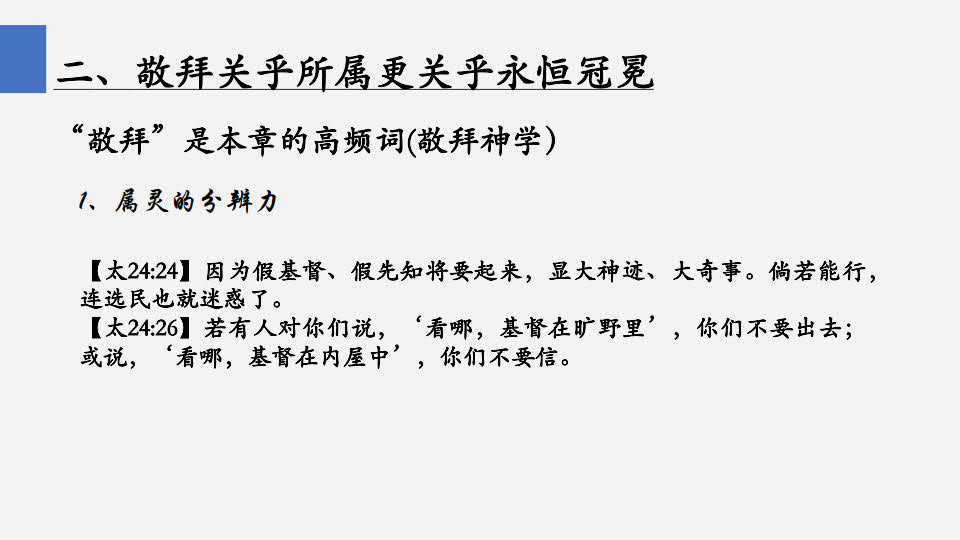 二、敬拜关乎所属更关乎永恒冠冕
“敬拜”是本章的高频词(敬拜神学）
1、属灵的分辨力
【太24:24】因为假基督、假先知将要起来，显大神迹、大奇事。倘若能行，
连选民也就迷惑了。
【太24:26】若有人对你们说，‘看哪，基督在旷野里’，你们不要出去；
或说，‘看哪，基督在内屋中’，你们不要信。